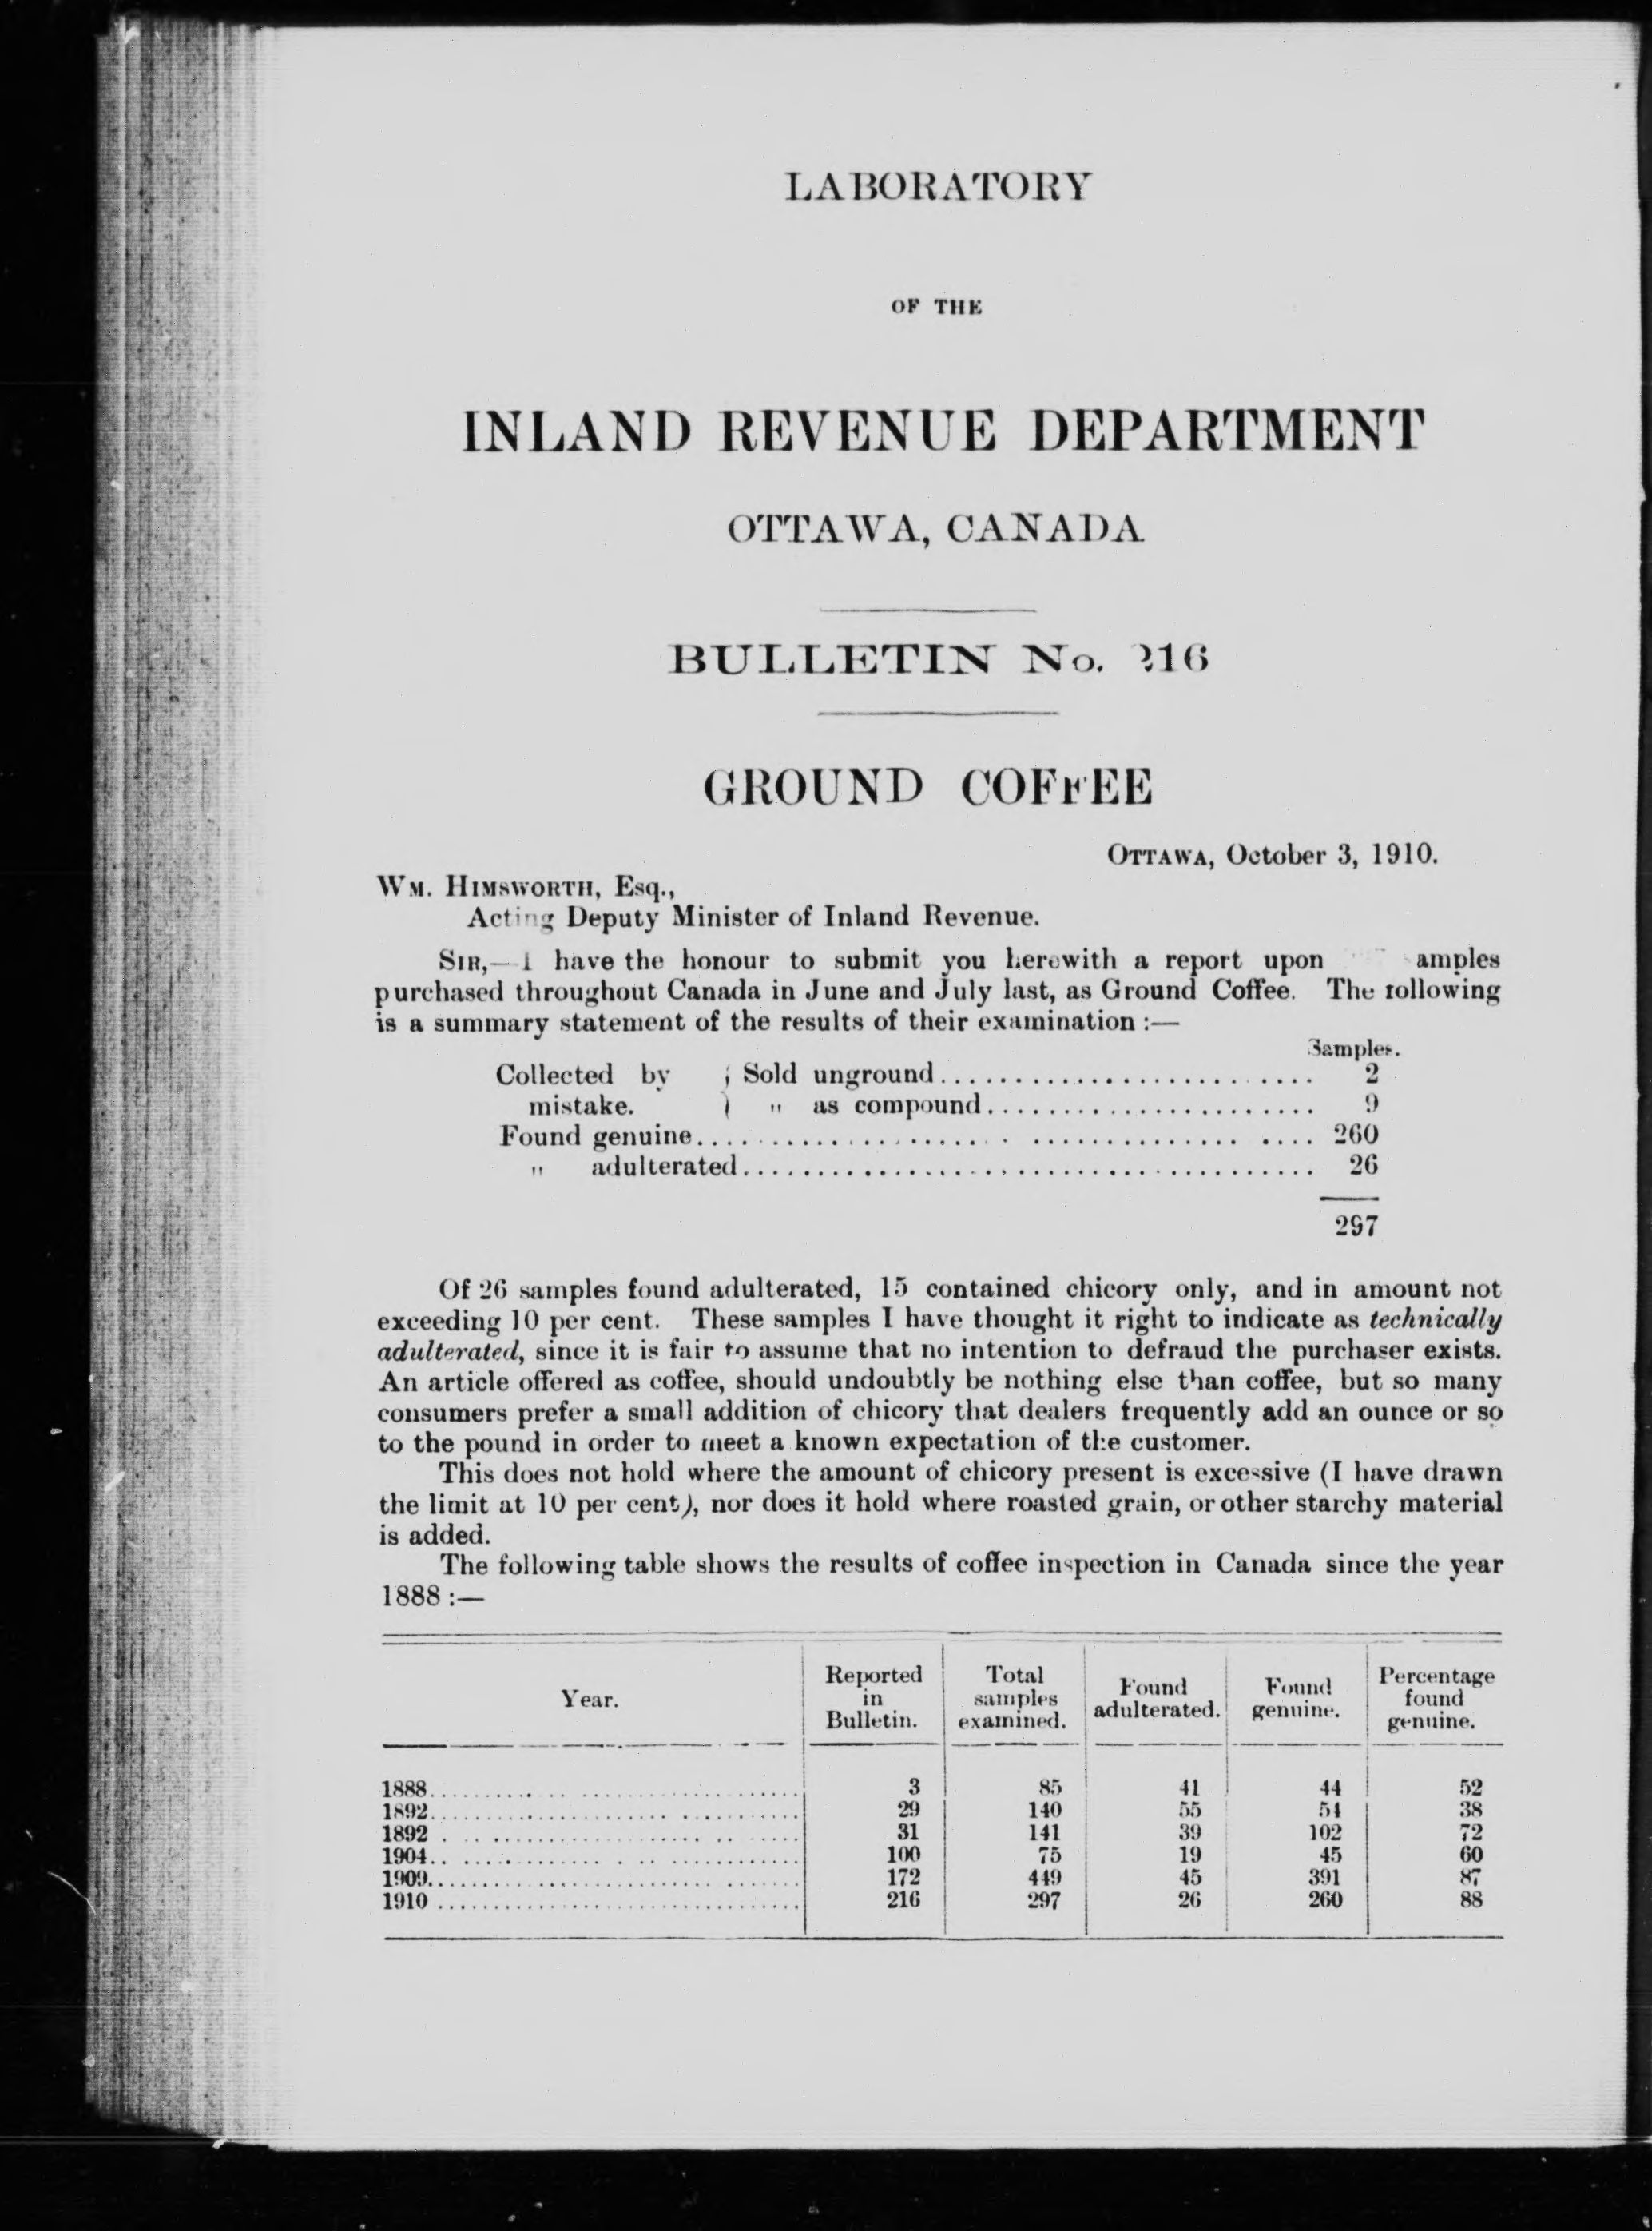 LABORATORY
OF THE
INLAND REVENUE DEPARTMENT
OTTAWA, CANADA
BULLETIN No. 216
GROUND COFFEE
OTTAWA, October 3, 1910.
WM. HIMSWORTH, Esq.,
Acting Deputy Minister of Inland Revenue.
SIR,—I have the honour to submit you herewith a report upon amples
purchased throughout Canada in June and July last, as Ground Coffee. The following
is a summary statement of the results of their examination :—
Samples.
Collected by { Sold unground.......................... 2
mistake. } " as compound...................... 9
Found genuine.......................................... 260
" adulterated...................................... 26
297
Of 26 samples found adulterated, 15 contained chicory only, and in amount not
exceeding 10 per cent. These samples I have thought it right to indicate as technically
adulterated, since it is fair to assume that no intention to defraud the purchaser exists.
An article offered as coffee, should undoubtly be nothing else than coffee, but so many
consumers prefer a small addition of chicory that dealers frequently add an ounce or so
to the pound in order to meet a known expectation of the customer.
This does not hold where the amount of chicory present is excessive (I have drawn
the limit at 10 per cent), nor does it hold where roasted grain, or other starchy material
is added.
The following table shows the results of coffee inspection in Canada since the year
1888 :—
Year. Reported in Bulletin. Total samples examined. Found adulterated. Found genuine. Percentage found genuine.
1888.................................. 3 85 41 44 52
1892.................................. 29 140 55 54 38
1892.................................. 31 141 39 102 72
1904.................................. 100 75 19 45 60
1909.................................. 172 449 45 391 87
1910.................................. 216 297 26 260 88